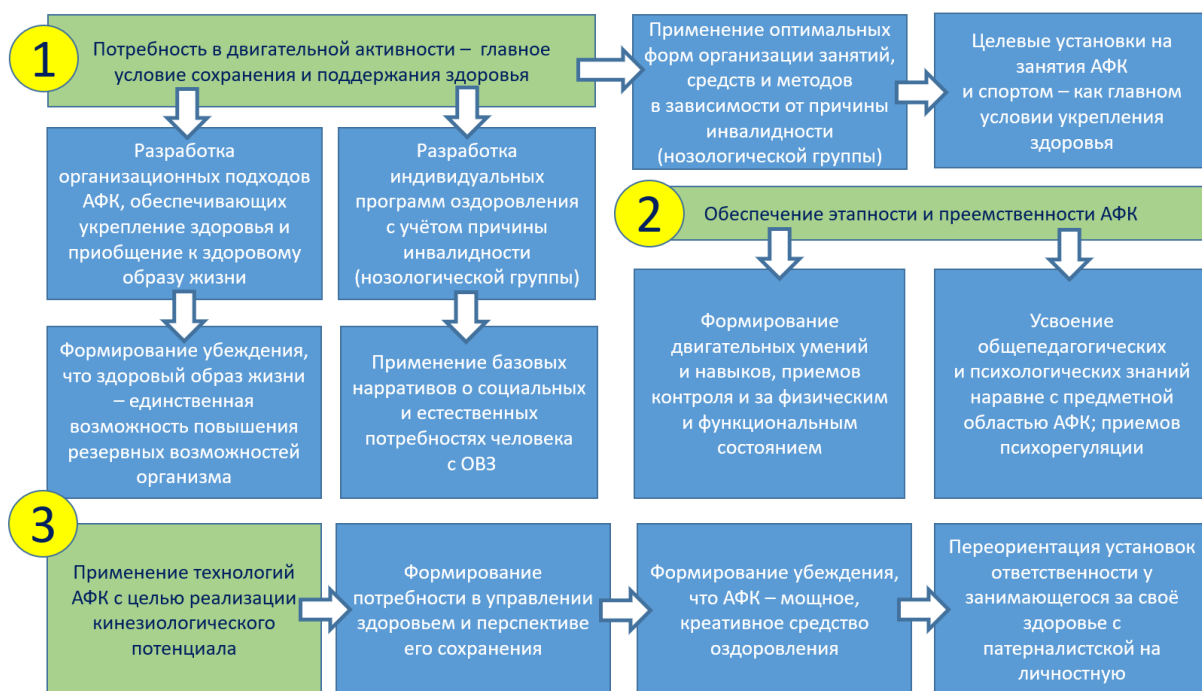 1
Потребность в двигательной активности – главное
условие сохранения и поддержания здоровья
Применение оптимальных
форм организации занятий,
средств и методов
в зависимости от причины
инвалидности
(нозологической группы)
Целевые установки на
занятия АФК
и спортом – как главном
условии укрепления
здоровья
Разработка
организационных подходов
АФК, обеспечивающих
укрепление здоровья и
приобщение к здоровому
образу жизни
Разработка
индивидуальных
программ оздоровления
с учётом причины
инвалидности
(нозологической группы)
Формирование убеждения,
что здоровый образ жизни
– единственная
возможность повышения
резервных возможностей
организма
Применение базовых
нарративов о социальных
и естественных
потребностях человека
с ОВЗ
2
Обеспечение этапности и преемственности АФК
Формирование
двигательных умений
и навыков, приемов
контроля и за физическим
и функциональным
состоянием
Усвоение
общепедагогических
и психологических знаний
наравне с предметной
областью АФК; приемов
психорегуляции
3
Применение технологий
АФК с целью реализации
кинезиологического
потенциала
Формирование
потребности в управлении
здоровьем и перспективе
его сохранения
Формирование убеждения,
что АФК – мощное,
креативное средство
оздоровления
Переориентация установок
ответственности у
занимающегося за своё
здоровье с
патерналистской на
личностную